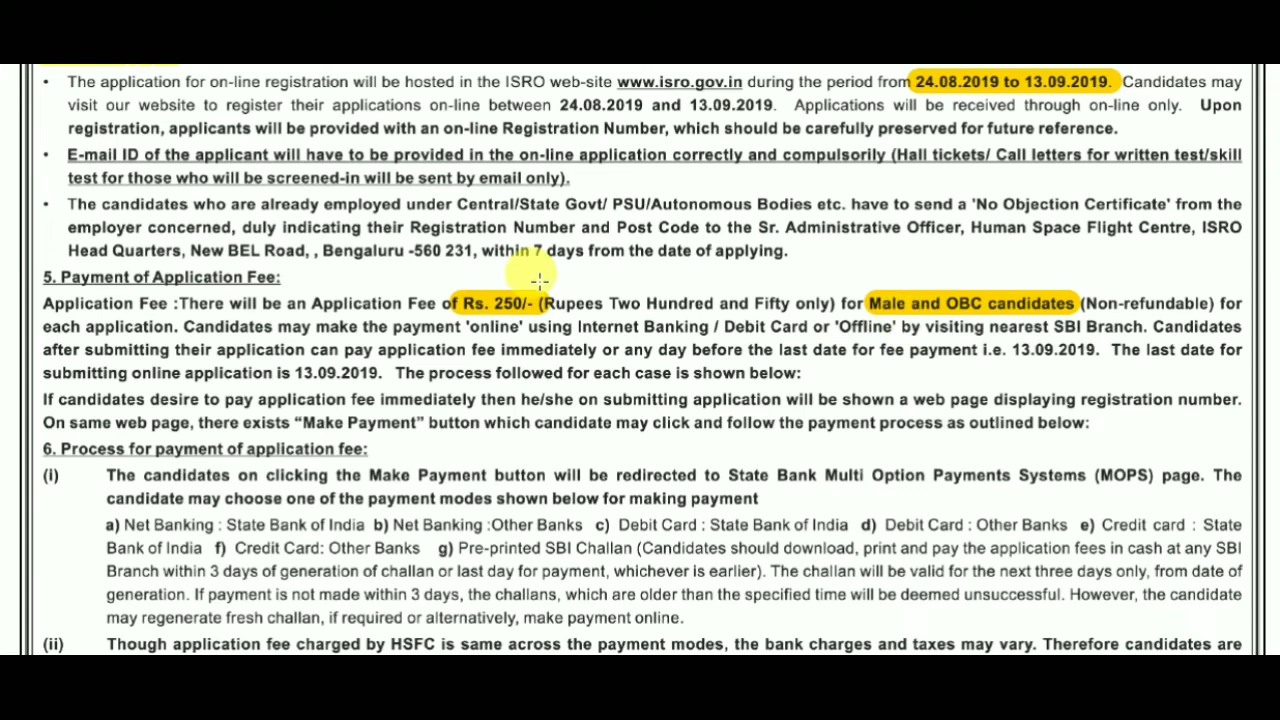 • The application for on-line registration will be hosted in the ISRO web-site www.isro.gov.in during the period from 24.08.2019 to 13.09.2019. Candidates may
visit our website to register their applications on-line between 24.08.2019 and 13.09.2019. Applications will be received through on-line only. Upon
registration, applicants will be provided with an on-line Registration Number, which should be carefully preserved for future reference.
• E-mail ID of the applicant will have to be provided in the on-line application correctly and compulsorily (Hall tickets/ Call letters for written test/skill
test for those who will be screened-in will be sent by email only).
• The candidates who are already employed under Central/State Govt/ PSU/Autonomous Bodies etc. have to send a 'No Objection Certificate' from the
employer concerned, duly indicating their Registration Number and Post Code to the Sr. Administrative Officer, Human Space Flight Centre, ISRO
Head Quarters, New BEL Road, , Bengaluru -560 231, within 7 days from the date of applying.
5. Payment of Application Fee:
Application Fee :There will be an Application Fee of Rs. 250/- (Rupees Two Hundred and Fifty only) for Male and OBC candidates (Non-refundable) for
each application. Candidates may make the payment 'online' using Internet Banking / Debit Card or 'Offline' by visiting nearest SBI Branch. Candidates
after submitting their application can pay application fee immediately or any day before the last date for fee payment i.e. 13.09.2019. The last date for
submitting online application is 13.09.2019. The process followed for each case is shown below:
If candidates desire to pay application fee immediately then he/she on submitting application will be shown a web page displaying registration number.
On same web page, there exists “Make Payment” button which candidate may click and follow the payment process as outlined below:
6. Process for payment of application fee:
(i) The candidates on clicking the Make Payment button will be redirected to State Bank Multi Option Payments Systems (MOPS) page. The
candidate may choose one of the payment modes shown below for making payment
a) Net Banking : State Bank of India b) Net Banking :Other Banks c) Debit Card : State Bank of India d) Debit Card : Other Banks e) Credit card : State
Bank of India f) Credit Card: Other Banks g) Pre-printed SBI Challan (Candidates should download, print and pay the application fees in cash at any SBI
Branch within 3 days of generation of challan or last day for payment, whichever is earlier). The challan will be valid for the next three days only, from date of
generation. If payment is not made within 3 days, the challans, which are older than the specified time will be deemed unsuccessful. However, the candidate
may regenerate fresh challan, if required or alternatively, make payment online.
(ii) Though application fee charged by HSFC is same across the payment modes, the bank charges and taxes may vary. Therefore candidates are